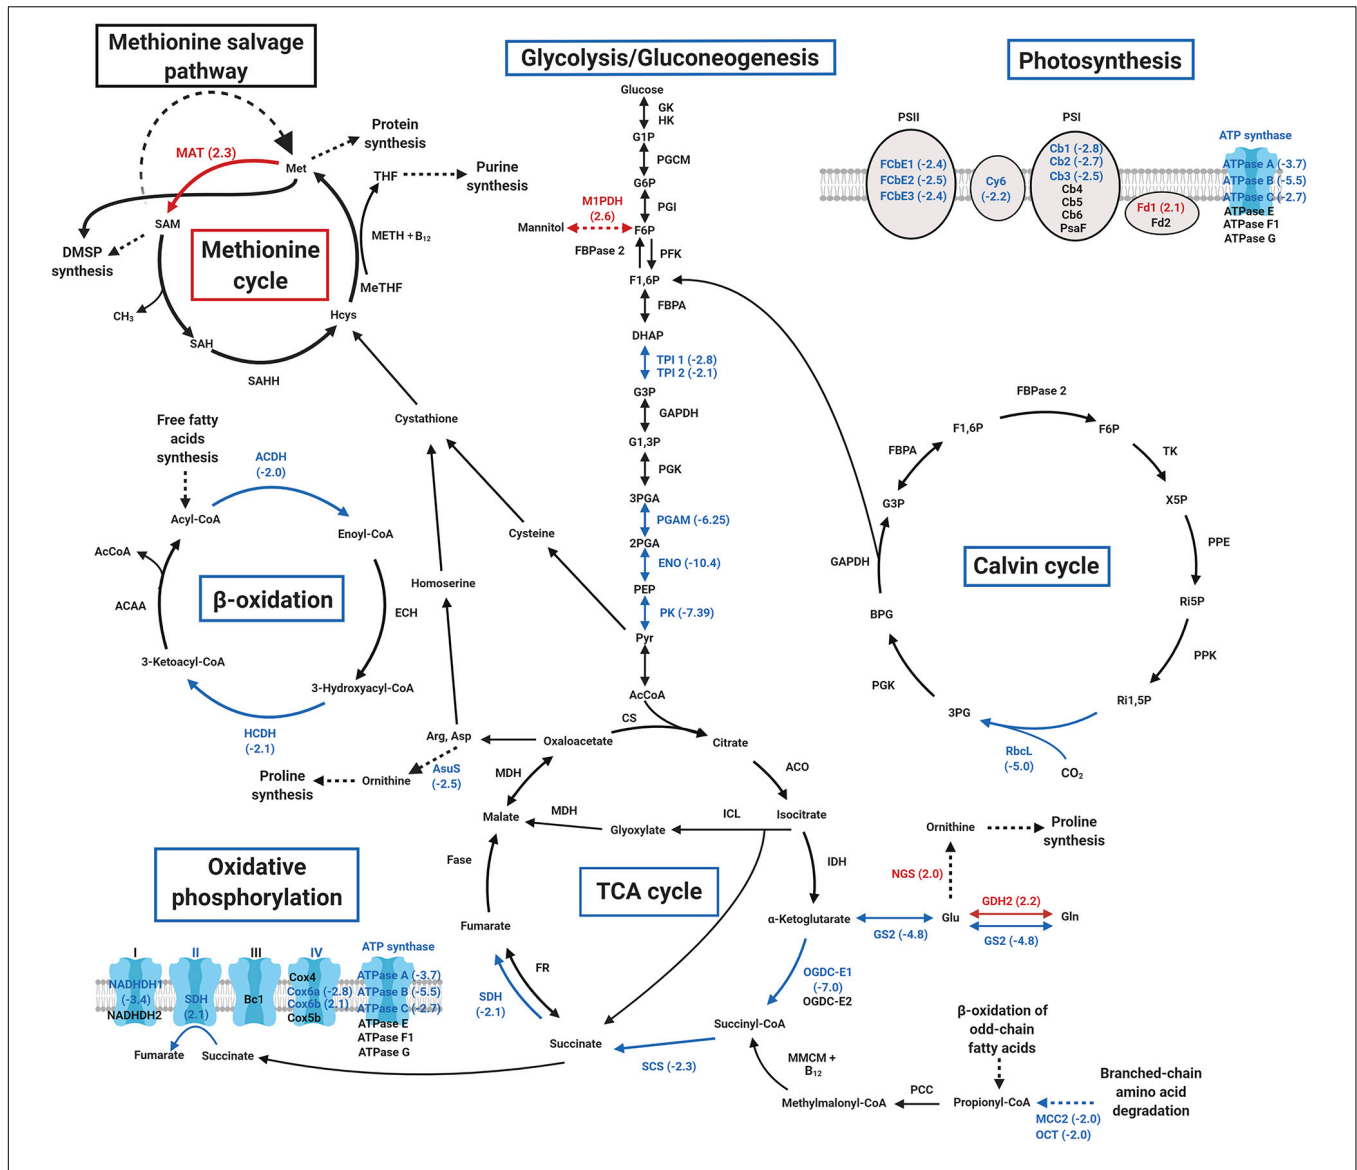 Methionine salvage
pathway
Glycolysis/Gluconeogenesis
Photosynthesis
MAT (2.3)
Met
Protein
synthesis
THF
Purine
synthesis
SAM
DMSP
synthesis
Methionine
cycle
METH + B₁₂
MeTHF
CH₃
Hcys
SAH
SAHH
Glucose
GK
HK
G1P
PGCM
G6P
PGI
M1PDH
(2.6)
Mannitol
F6P
FBPase 2
PFK
F1,6P
FBPA
DHAP
TPI 1 (-2.8)
TPI 2 (-2.1)
G3P
GAPDH
G1,3P
PGK
3PGA
PGAM (-6.25)
2PGA
ENO (-10.4)
PEP
PK (-7.39)
Pyr
AcCoA
PSII
FCbE1 (-2.4)
FCbE2 (-2.5)
FCbE3 (-2.4)
Cy6
(-2.2)
PSI
Cb1 (-2.8)
Cb2 (-2.7)
Cb3 (-2.5)
Cb4
Cb5
Cb6
PsaF
Fd1 (2.1)
Fd2
ATP synthase
ATPase A (-3.7)
ATPase B (-5.5)
ATPase C (-2.7)
ATPase E
ATPase F1
ATPase G
Cystathione
Cysteine
Homoserine
Arg, Asp
AsuS
(-2.5)
Ornithine
Proline
synthesis
Free fatty
acids
synthesis
ACDH
(-2.0)
Acyl-CoA
Enoyl-CoA
AcCoA
β-oxidation
ACAA
ECH
3-Ketoacyl-CoA
3-Hydroxyacyl-CoA
HCDH
(-2.1)
FBPase 2
F1,6P
F6P
FBPA
TK
G3P
X5P
GAPDH
Calvin cycle
PPE
BPG
Ri5P
PGK
PPK
3PG
Ri1,5P
RbcL
(-5.0)
CO₂
CS
Oxaloacetate
Citrate
MDH
ACO
Malate
MDH
Glyoxylate
ICL
Isocitrate
Fase
TCA cycle
IDH
Fumarate
α-Ketoglutarate
GS2 (-4.8)
Glu
GDH2 (2.2)
GS2 (-4.8)
Gln
NGS (2.0)
Ornithine
Proline
synthesis
FR
SDH
(-2.1)
OGDC-E1
(-7.0)
OGDC-E2
Succinate
Succinyl-CoA
SCS (-2.3)
MMCM +
B₁₂
Methylmalonyl-CoA
PCC
Propionyl-CoA
β-oxidation of
odd-chain
fatty acids
Branched-chain
amino acid
degradation
MCC2 (-2.0)
OCT (-2.0)
Oxidative
phosphorylation
I
II
III
IV
ATP synthase
NADHDH1
(-3.4)
NADHDH2
SDH
(2.1)
Bc1
Cox4
Cox6a (-2.8)
Cox6b (2.1)
Cox5b
ATPase A (-3.7)
ATPase B (-5.5)
ATPase C (-2.7)
ATPase E
ATPase F1
ATPase G
Fumarate
Succinate